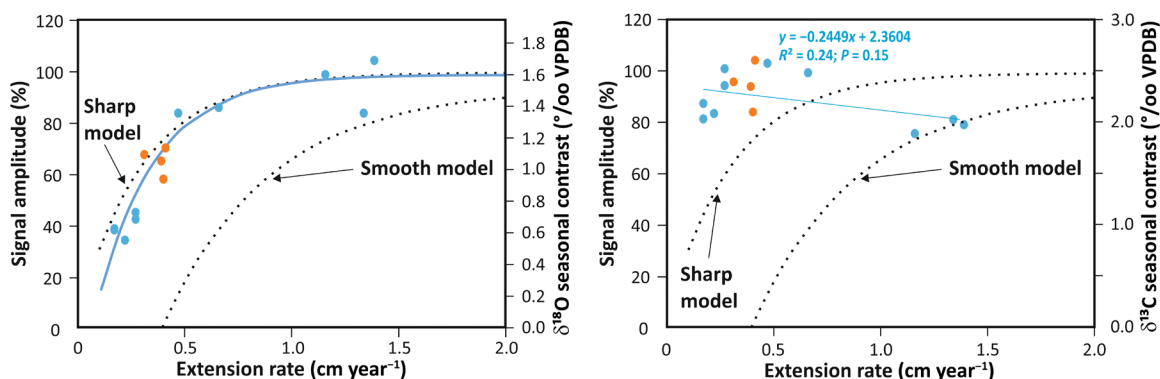 120
100
80
60
40
20
0
Signal amplitude (%)
Sharp
model
Smooth model
1.8
1.6
1.4
1.2
1.0
0.8
0.6
0.4
0.2
0.0
δ¹⁸O seasonal contrast (°/oo VPDB)
0
0.5
1.0
1.5
2.0
Extension rate (cm year⁻¹)
120
100
80
60
40
20
0
Signal amplitude (%)
y = −0.2449x + 2.3604
R² = 0.24; P = 0.15
Smooth model
Sharp
model
3.0
2.0
1.0
0.0
δ¹³C seasonal contrast (°/oo VPDB)
0
0.5
1.0
1.5
2.0
Extension rate (cm year⁻¹)